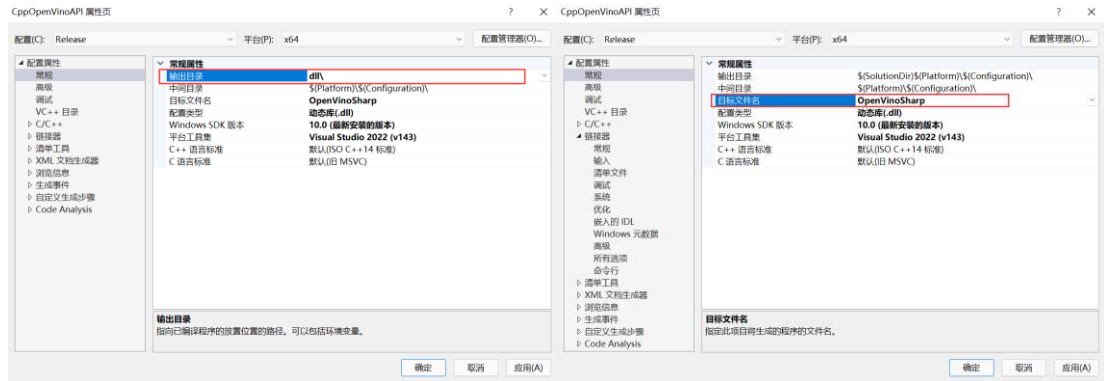 CppOpenVinoAPI 属性页
?
×
配置(C): Release
平台(P): x64
配置管理器(O)...
配置属性
常规
高级
调试
VC++ 目录
C/C++
链接器
清单工具
XML 文档生成器
浏览信息
生成事件
自定义生成步骤
Code Analysis
常规属性
输出目录 dll\
中间目录 $(Platform)\$(Configuration)\
目标文件名 OpenVinoSharp
配置类型 动态库(.dll)
Windows SDK 版本 10.0 (最新安装的版本)
平台工具集 Visual Studio 2022 (v143)
C++ 语言标准 默认(ISO C++14 标准)
C 语言标准 默认(旧 MSVC)
输出目录
指向已编译程序的放置位置的路径。可以包括环境变量。
确定
取消
应用(A)
CppOpenVinoAPI 属性页
?
×
配置(C): Release
平台(P): x64
配置管理器(O)...
配置属性
常规
高级
调试
VC++ 目录
C/C++
链接器
常规
输入
清单文件
调试
系统
优化
嵌入的 IDL
Windows 元数据
高级
所有选项
命令行
清单工具
XML 文档生成器
浏览信息
生成事件
自定义生成步骤
Code Analysis
常规属性
输出目录 $(SolutionDir)$(Platform)\$(Configuration)\
中间目录 $(Platform)\$(Configuration)\
目标文件名 OpenVinoSharp
配置类型 动态库(.dll)
Windows SDK 版本 10.0 (最新安装的版本)
平台工具集 Visual Studio 2022 (v143)
C++ 语言标准 默认(ISO C++14 标准)
C 语言标准 默认(旧 MSVC)
目标文件名
指定此项目将生成的程序的文件名。
确定
取消
应用(A)